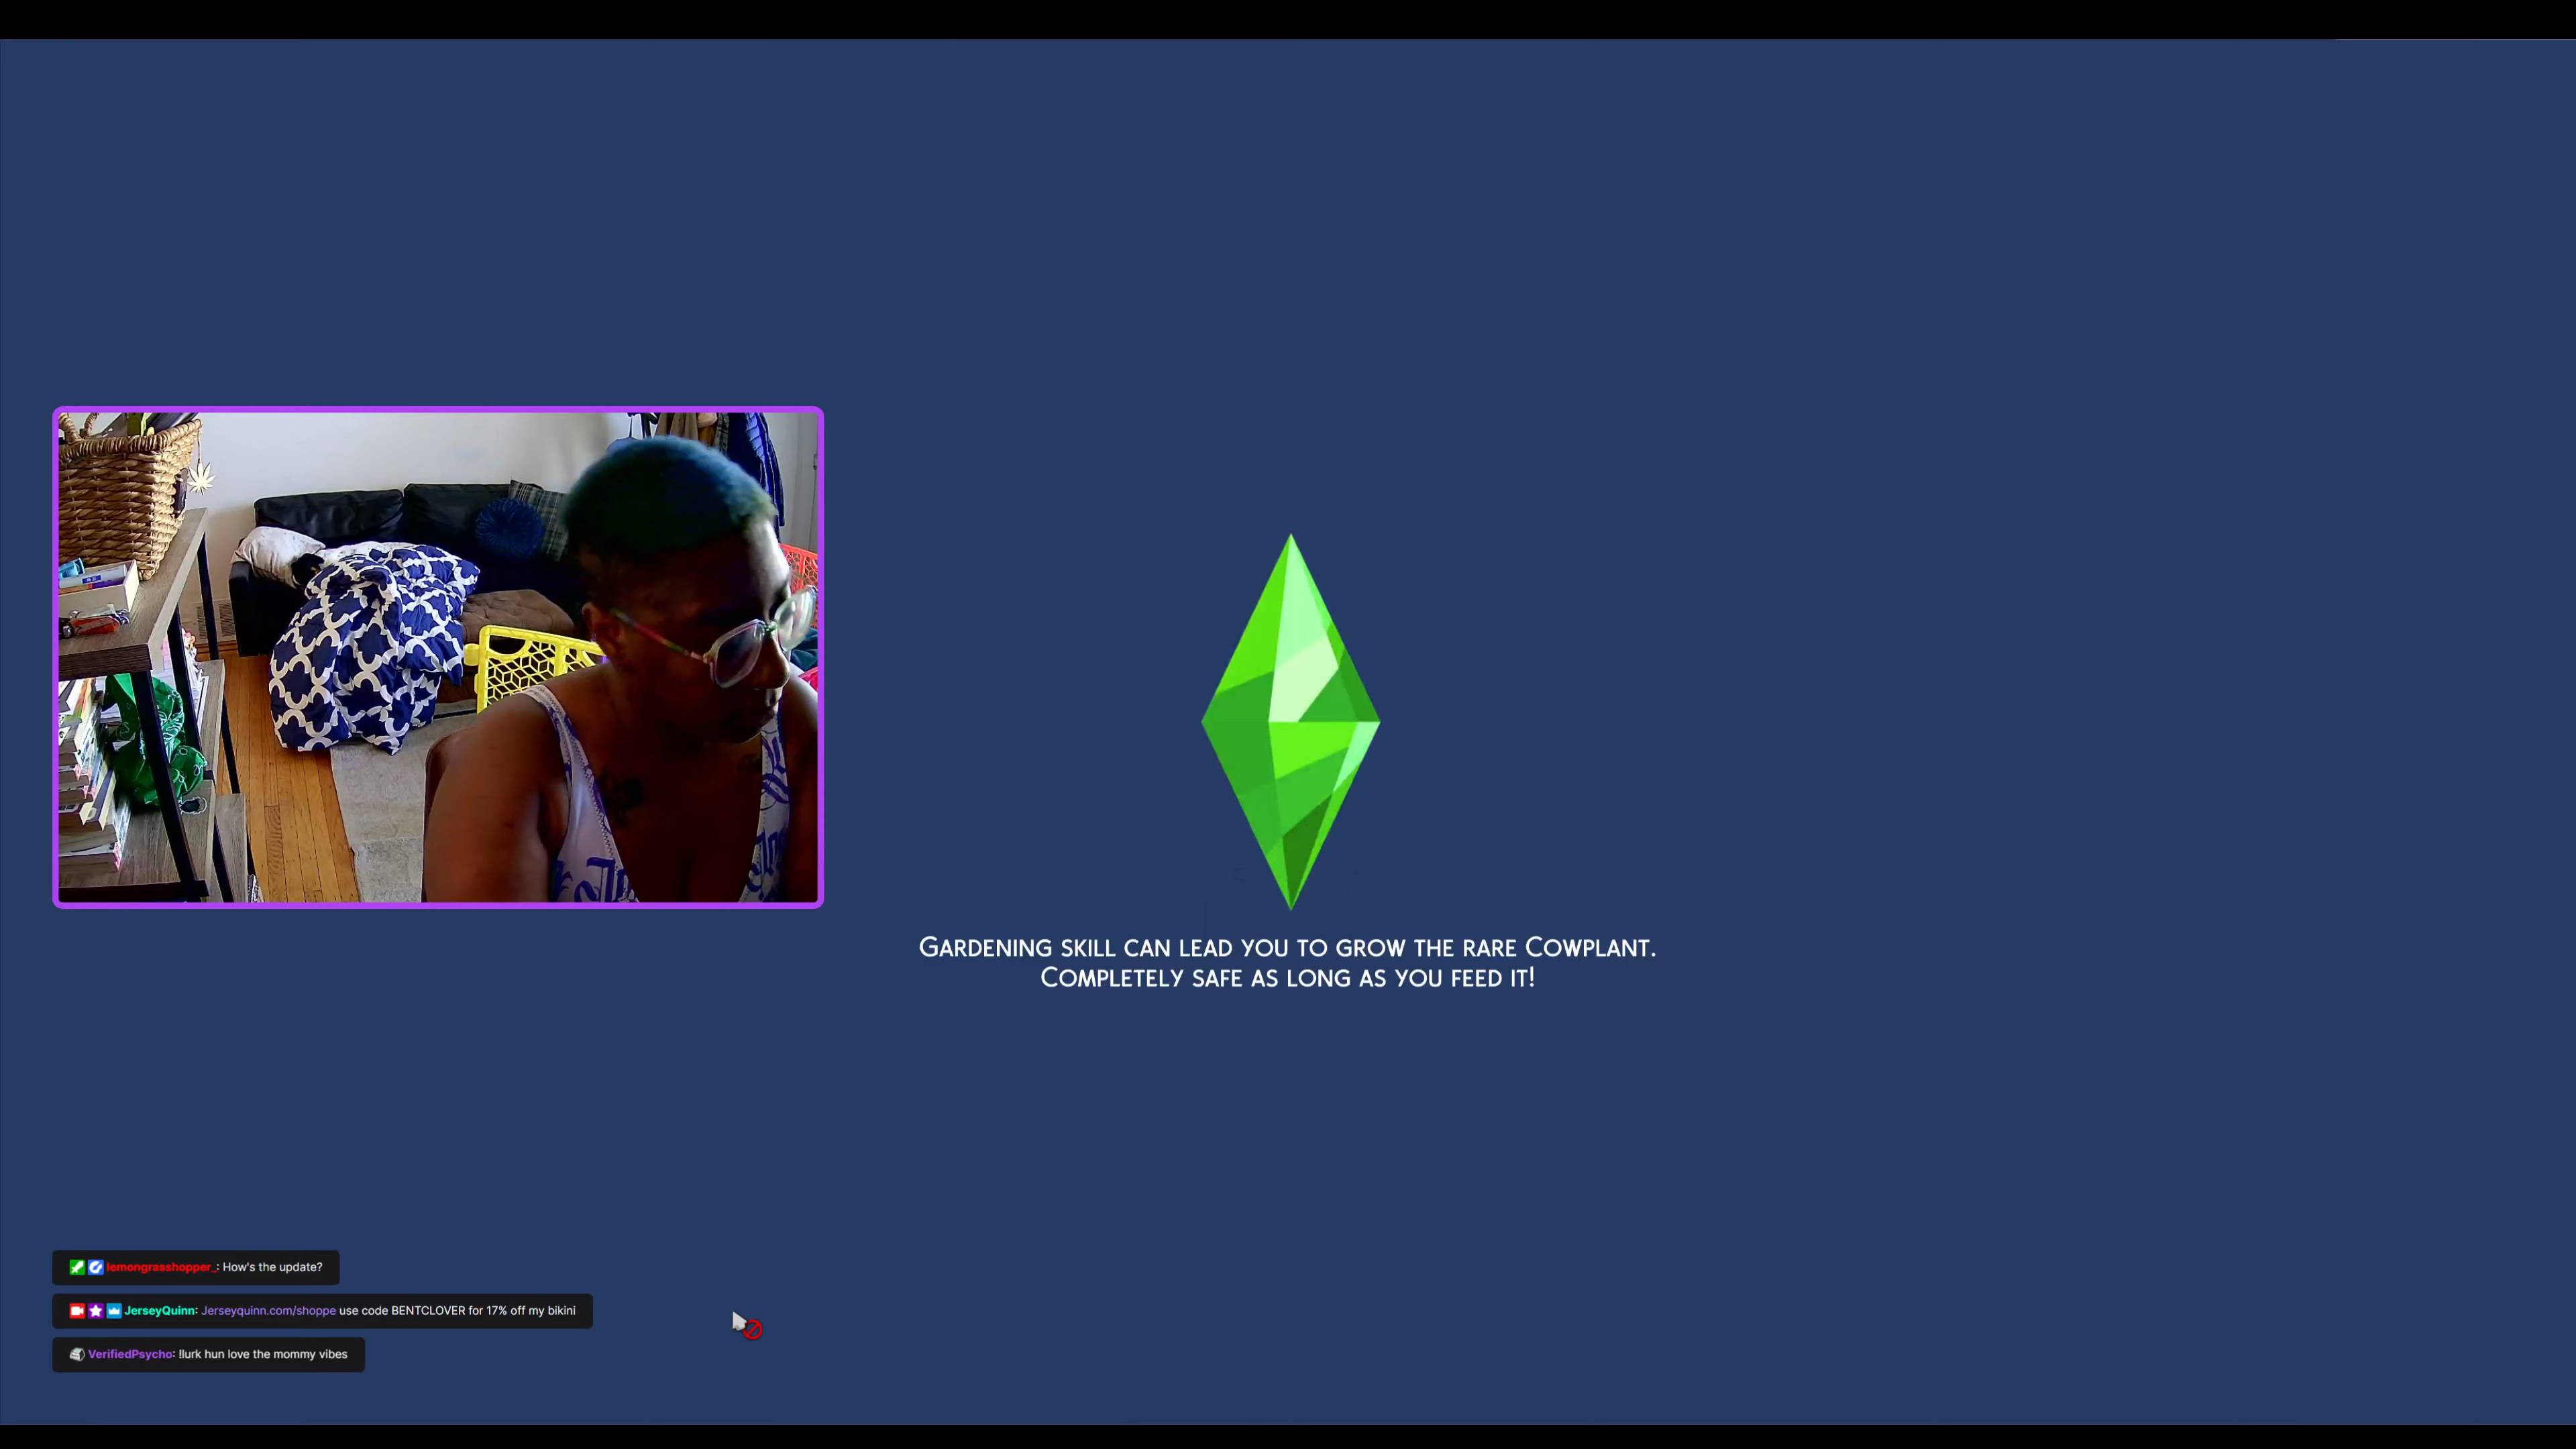 Gardening skill can lead you to grow the rare Cowplant.
Completely safe as long as you feed it!
lemongrasshopper_: How's the update?
JerseyQuinn: Jerseyquinn.com/shoppe use code BENTCLOVER for 17% off my bikini
VerifiedPsycho: !lurk hun love the mommy vibes